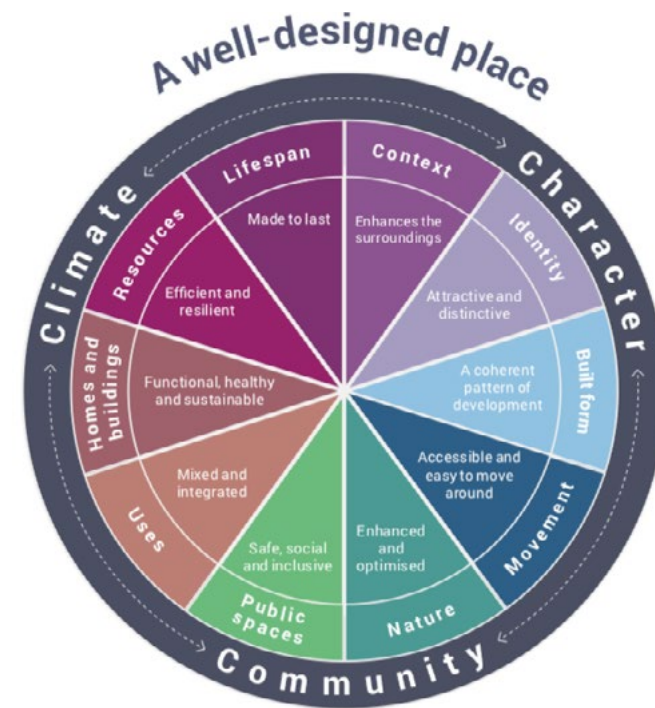 A well-designed place
Climate
Character
Community
Context
Enhances the
surroundings
Identity
Attractive and
distinctive
Built form
A coherent
pattern of
development
Movement
Accessible and
easy to move
around
Nature
Enhanced
and
optimised
Public
spaces
Safe, social
and inclusive
Uses
Mixed and
integrated
Homes and
buildings
Functional, healthy
and sustainable
Resources
Efficient and
resilient
Lifespan
Made to last